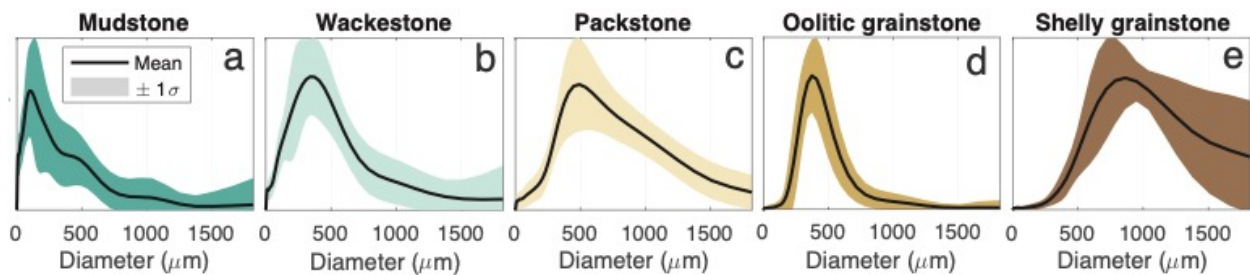 Mudstone
a
Mean
± 1σ
0 500 1000 1500
Diameter (μm)
Wackestone
b
0 500 1000 1500
Diameter (μm)
Packstone
c
0 500 1000 1500
Diameter (μm)
Oolitic grainstone
d
0 500 1000 1500
Diameter (μm)
Shelly grainstone
e
0 500 1000 1500
Diameter (μm)